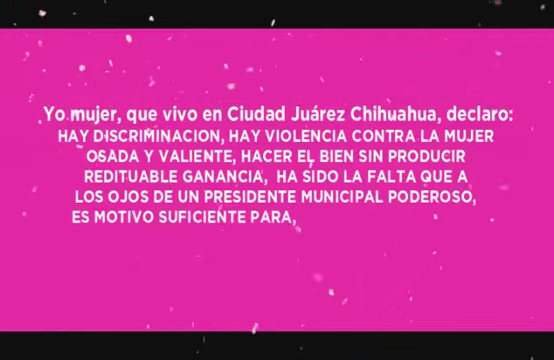 Yo mujer, que vivo en Ciudad Juárez Chihuahua, declaro:
HAY DISCRIMINACION, HAY VIOLENCIA CONTRA LA MUJER
OSADA Y VALIENTE, HACER EL BIEN SIN PRODUCIR
REDITUABLE GANANCIA, HA SIDO LA FALTA QUE A
LOS OJOS DE UN PRESIDENTE MUNICIPAL PODEROSO,
ES MOTIVO SUFICIENTE PARA,